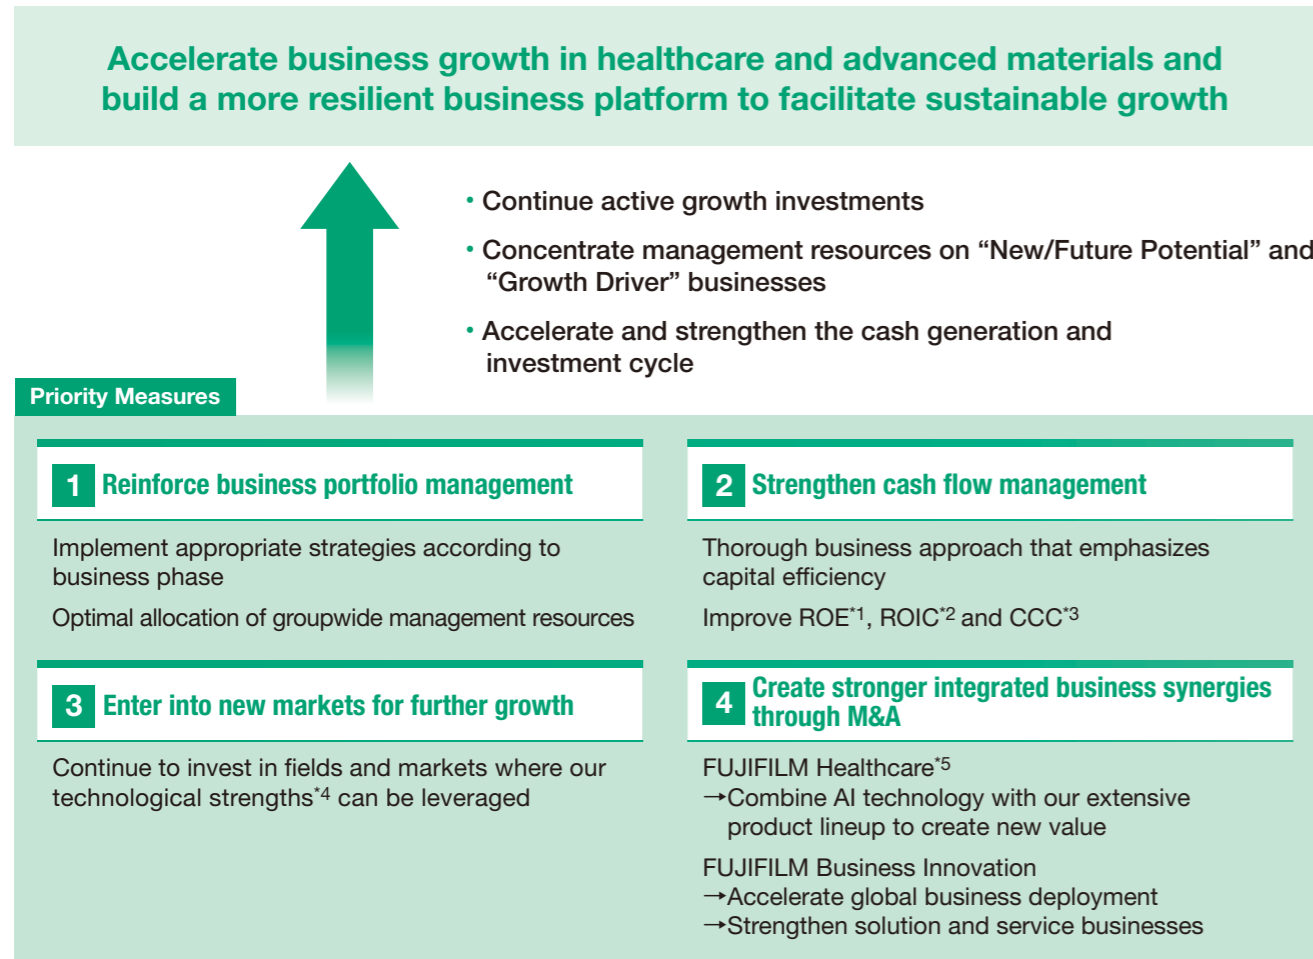 Accelerate business growth in healthcare and advanced materials and
build a more resilient business platform to facilitate sustainable growth
• Continue active growth investments
• Concentrate management resources on “New/Future Potential” and
“Growth Driver” businesses
• Accelerate and strengthen the cash generation and
investment cycle
Priority Measures
1 Reinforce business portfolio management
Implement appropriate strategies according to
business phase
Optimal allocation of groupwide management resources
2 Strengthen cash flow management
Thorough business approach that emphasizes
capital efficiency
Improve ROE*1, ROIC*2 and CCC*3
3 Enter into new markets for further growth
Continue to invest in fields and markets where our
technological strengths*4 can be leveraged
4 Create stronger integrated business synergies
through M&A
FUJIFILM Healthcare*5
→Combine AI technology with our extensive
product lineup to create new value
FUJIFILM Business Innovation
→Accelerate global business deployment
→Strengthen solution and service businesses